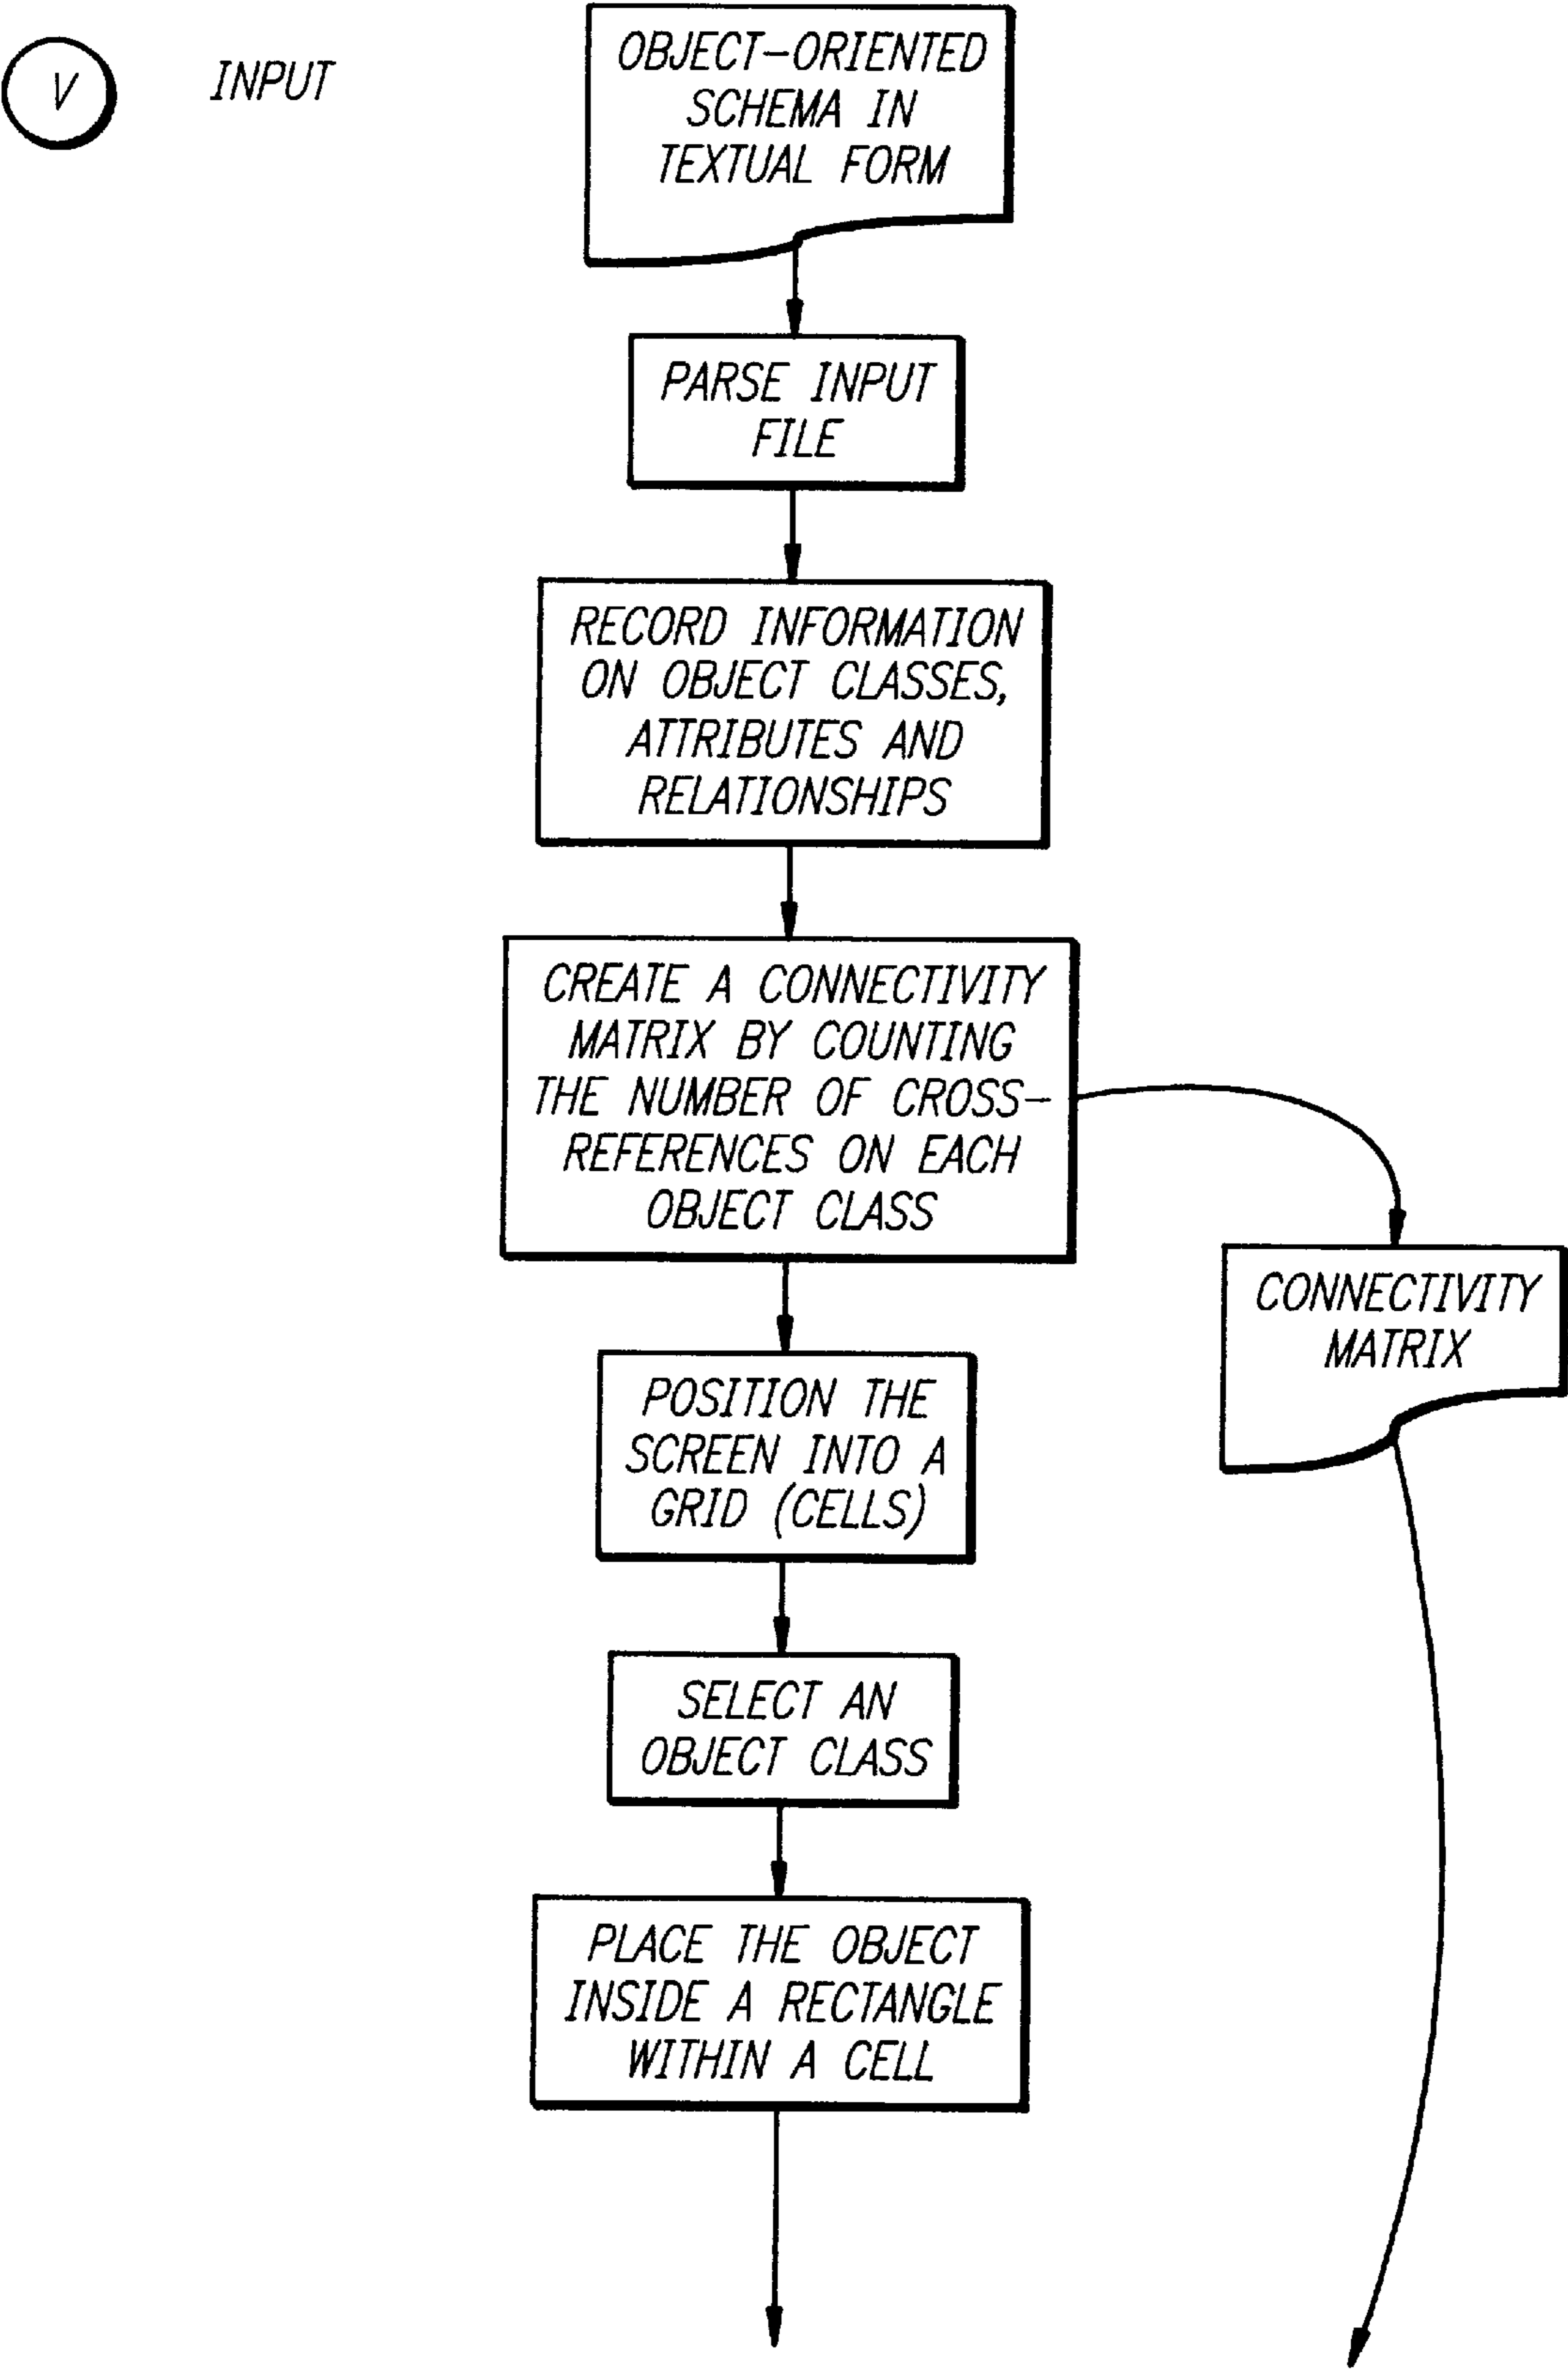 V
INPUT
OBJECT-ORIENTED
SCHEMA IN
TEXTUAL FORM
PARSE INPUT
FILE
RECORD INFORMATION
ON OBJECT CLASSES,
ATTRIBUTES AND
RELATIONSHIPS
CREATE A CONNECTIVITY
MATRIX BY COUNTING
THE NUMBER OF CROSS-
REFERENCES ON EACH
OBJECT CLASS
CONNECTIVITY
MATRIX
POSITION THE
SCREEN INTO A
GRID (CELLS)
SELECT AN
OBJECT CLASS
PLACE THE OBJECT
INSIDE A RECTANGLE
WITHIN A CELL